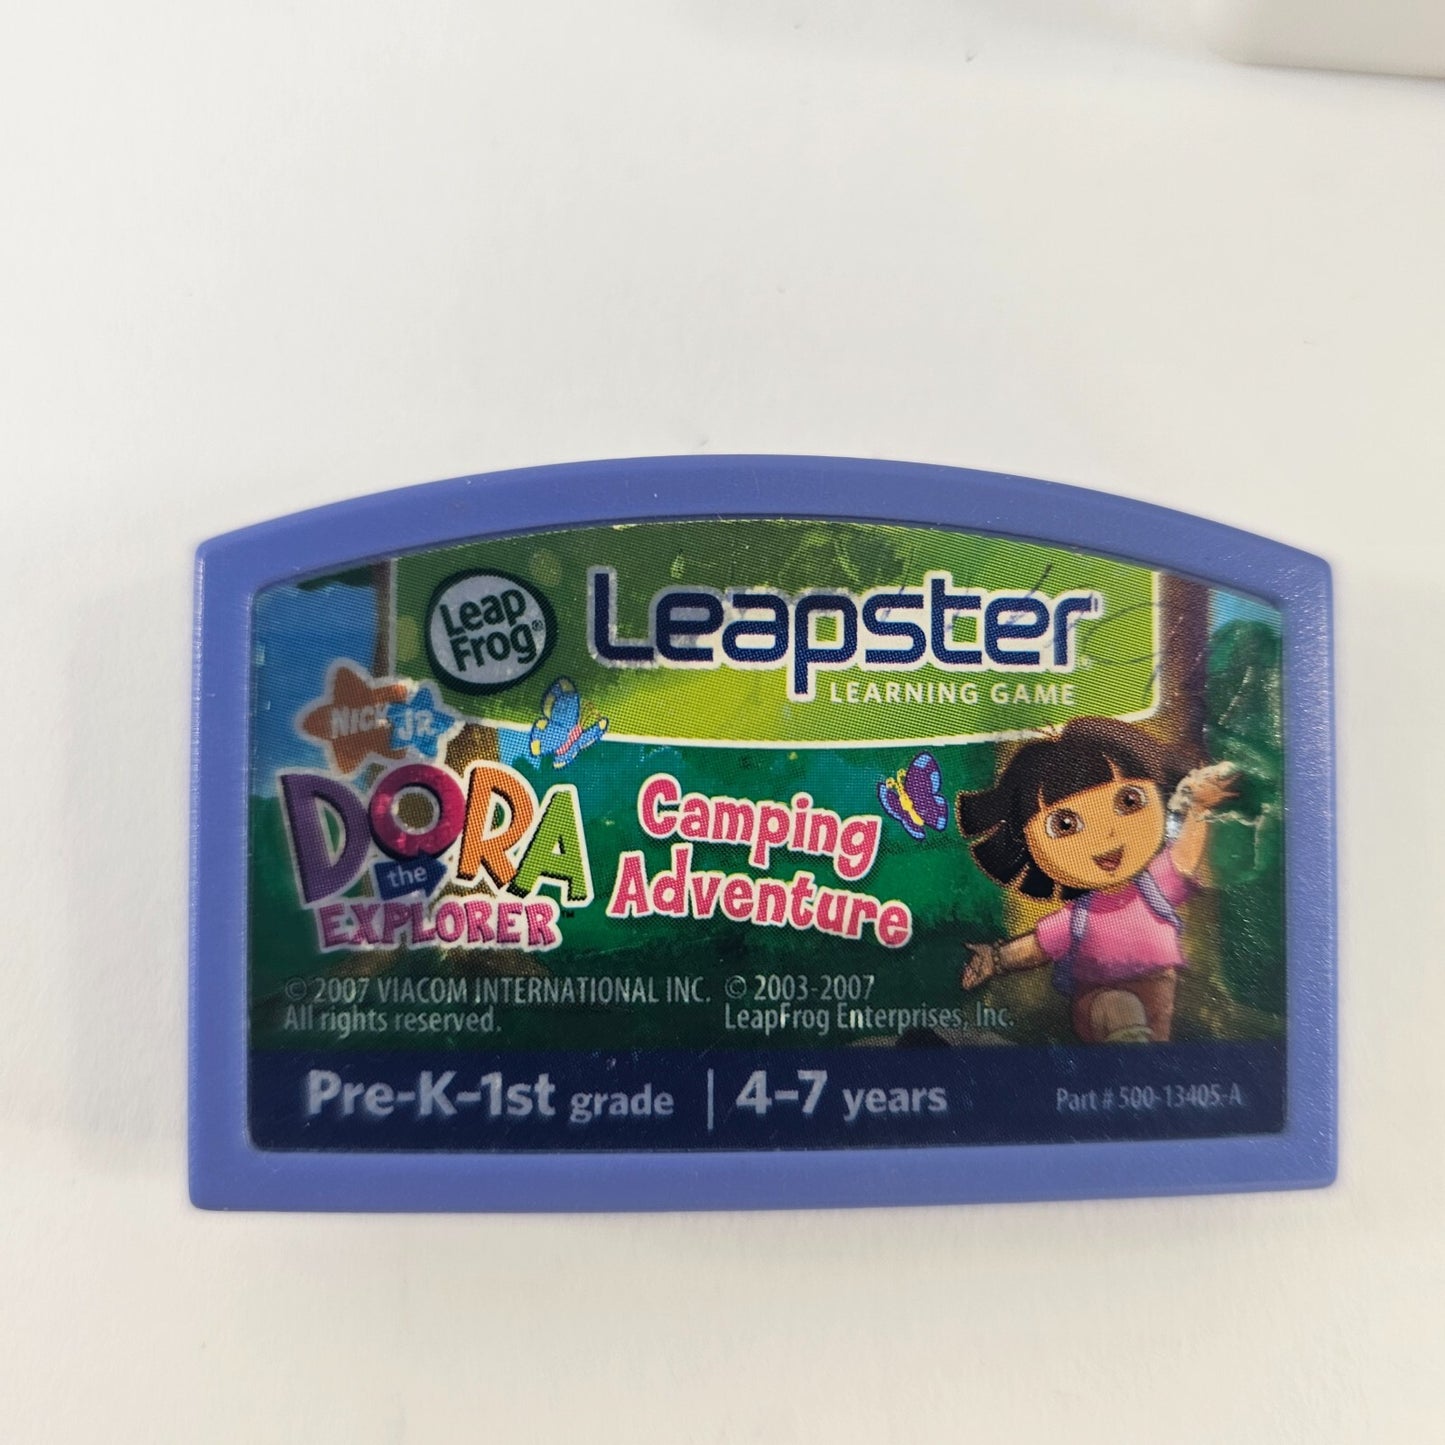 Leap Frog®
Leapster
LEARNING GAME
NICK JR.
DORA
the
EXPLORER™
Camping
Adventure
© 2007 VIACOM INTERNATIONAL INC.
All rights reserved.
© 2003-2007
LeapFrog Enterprises, Inc.
Pre-K-1st grade | 4-7 years
Part # 500-13405-A